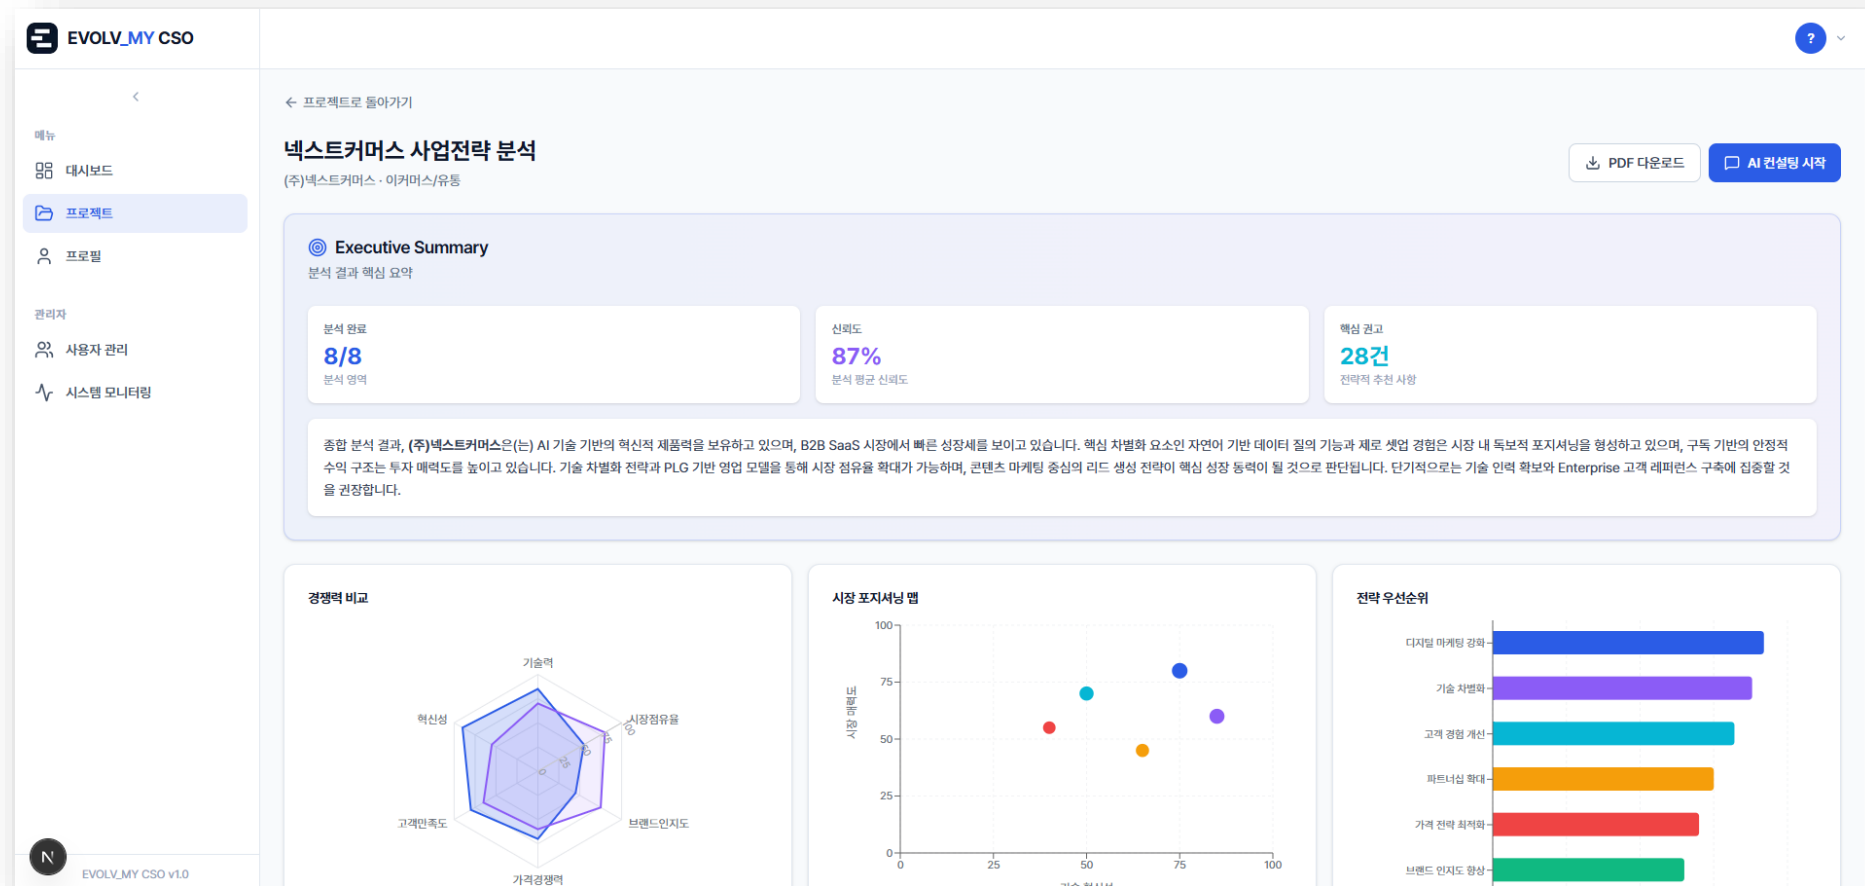 EVOLV_MY CSO
?
메뉴
대시보드
프로젝트
프로필
관리자
사용자 관리
시스템 모니터링
N
EVOLV_MY CSO v1.0
← 프로젝트로 돌아가기
넥스트커머스 사업전략 분석
(주)넥스트커머스 · 이커머스/유통
PDF 다운로드
AI 컨설팅 시작
Executive Summary
분석 결과 핵심 요약
분석 완료
8/8
분석 영역
신뢰도
87%
분석 평균 신뢰도
핵심 권고
28건
전략적 추천 사항
종합 분석 결과, (주)넥스트커머스은(는) AI 기술 기반의 혁신적 제품력을 보유하고 있으며, B2B SaaS 시장에서 빠른 성장세를 보이고 있습니다. 핵심 차별화 요소인 자연어 기반 데이터 질의 기능과 제로 셋업 경험은 시장 내 독보적 포지셔닝을 형성하고 있으며, 구독 기반의 안정적
수익 구조는 투자 매력도를 높이고 있습니다. 기술 차별화 전략과 PLG 기반 영업 모델을 통해 시장 점유율 확대가 가능하며, 콘텐츠 마케팅 중심의 리드 생성 전략이 핵심 성장 동력이 될 것으로 판단됩니다. 단기적으로는 기술 인력 확보와 Enterprise 고객 레퍼런스 구축에 집중할 것
을 권장합니다.
경쟁력 비교
기술력
시장점유율
브랜드인지도
가격경쟁력
고객만족도
혁신성
0
25
50
75
100
시장 포지셔닝 맵
시장 매력도
100
75
50
25
0
0
25
50
75
100
전략 우선순위
디지털 마케팅 강화
기술 차별화
고객 경험 개선
파트너십 확대
가격 전략 최적화
브랜드 인지도 향상